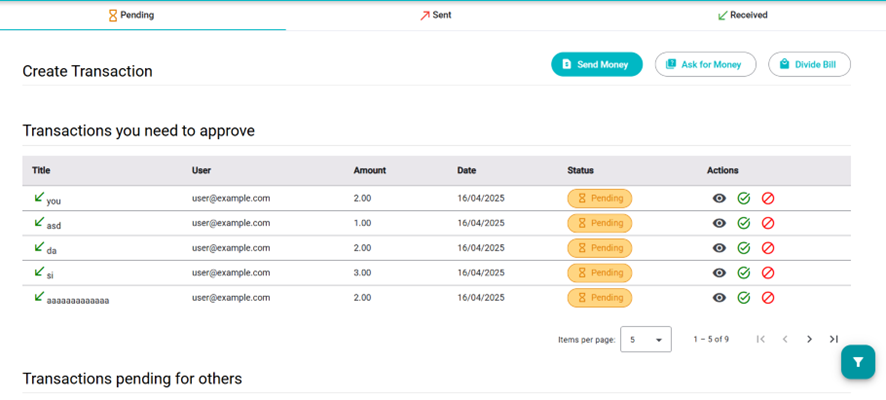 Pending Sent Received
Create Transaction Send Money Ask for Money Divide Bill
Transactions you need to approve
Title User Amount Date Status Actions
you user@example.com 2.00 16/04/2025 Pending
asd user@example.com 1.00 16/04/2025 Pending
da user@example.com 2.00 16/04/2025 Pending
si user@example.com 3.00 16/04/2025 Pending
aaaaaaaaaaaaa user@example.com 2.00 16/04/2025 Pending
Items per page: 5 1 – 5 of 9
Transactions pending for others